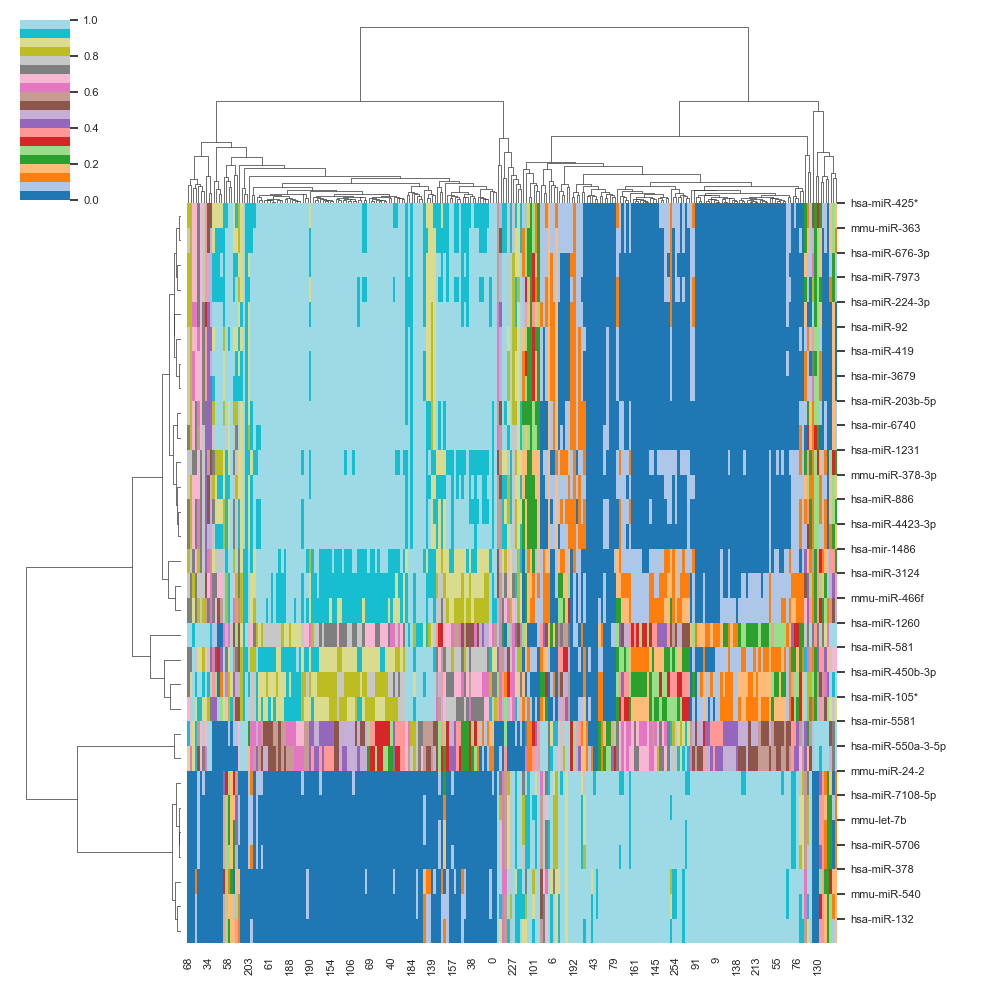 1.0
0.8
0.6
0.4
0.2
0.0
hsa-miR-425*
mmu-miR-363
hsa-miR-676-3p
hsa-miR-7973
hsa-miR-224-3p
hsa-miR-92
hsa-miR-419
hsa-mir-3679
hsa-miR-203b-5p
hsa-mir-6740
hsa-miR-1231
mmu-miR-378-3p
hsa-miR-886
hsa-miR-4423-3p
hsa-mir-1486
hsa-miR-3124
mmu-miR-466f
hsa-miR-1260
hsa-miR-581
hsa-miR-450b-3p
hsa-miR-105*
hsa-mir-5581
hsa-miR-550a-3-5p
mmu-miR-24-2
hsa-miR-7108-5p
mmu-let-7b
hsa-miR-5706
hsa-miR-378
mmu-miR-540
hsa-miR-132
68 34 58 203 61 188 190 154 106 69 40 184 139 157 38 0 227 101 6 192 43 79 161 145 254 91 9 138 213 55 76 130